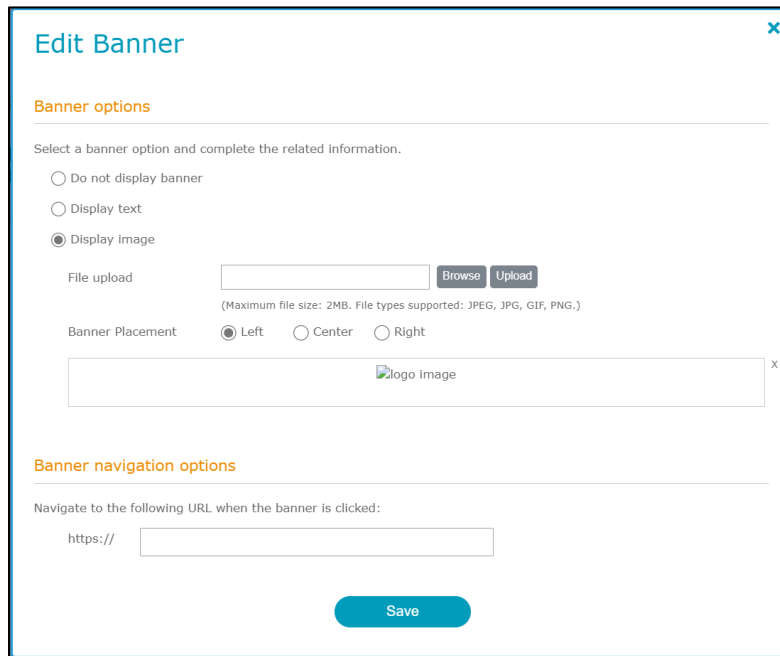 Edit Banner
Banner options
Select a banner option and complete the related information.
Do not display banner
Display text
Display image
File upload Browse Upload
(Maximum file size: 2MB. File types supported: JPEG, JPG, GIF, PNG.)
Banner Placement Left Center Right
logo image x
Banner navigation options
Navigate to the following URL when the banner is clicked:
https://
Save